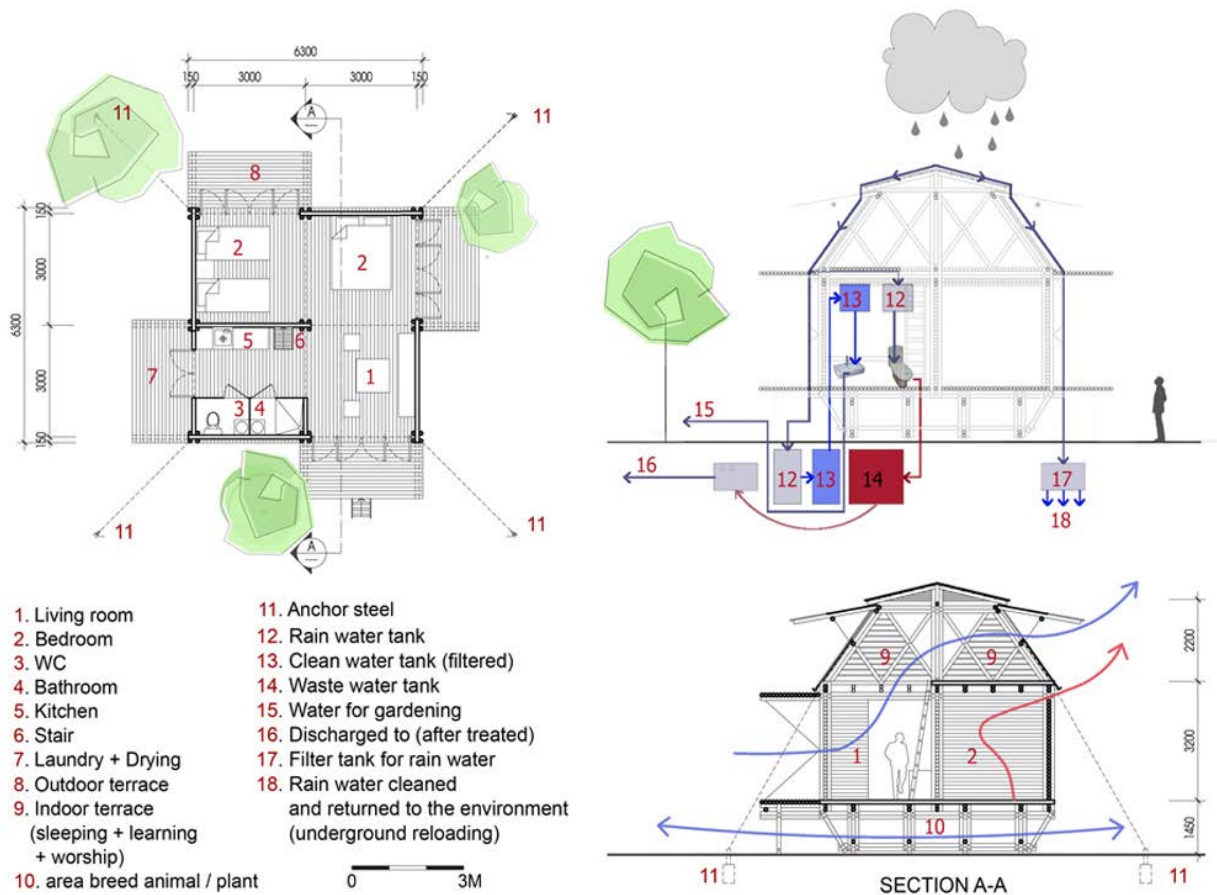 6300
150 3000 3000 150
11
A
11
8
150
2
2
3000
6300
5
6
7
1
3000
3 4
150
11
A
11
13
12
15
12
13
14
16
17
18
1. Living room
2. Bedroom
3. WC
4. Bathroom
5. Kitchen
6. Stair
7. Laundry + Drying
8. Outdoor terrace
9. Indoor terrace
(sleeping + learning
+ worship)
10. area breed animal / plant
11. Anchor steel
12. Rain water tank
13. Clean water tank (filtered)
14. Waste water tank
15. Water for gardening
16. Discharged to (after treated)
17. Filter tank for rain water
18. Rain water cleaned
and returned to the environment
(underground reloading)
0 3M
9
9
2200
1
2
3200
10
1450
11
11
SECTION A-A